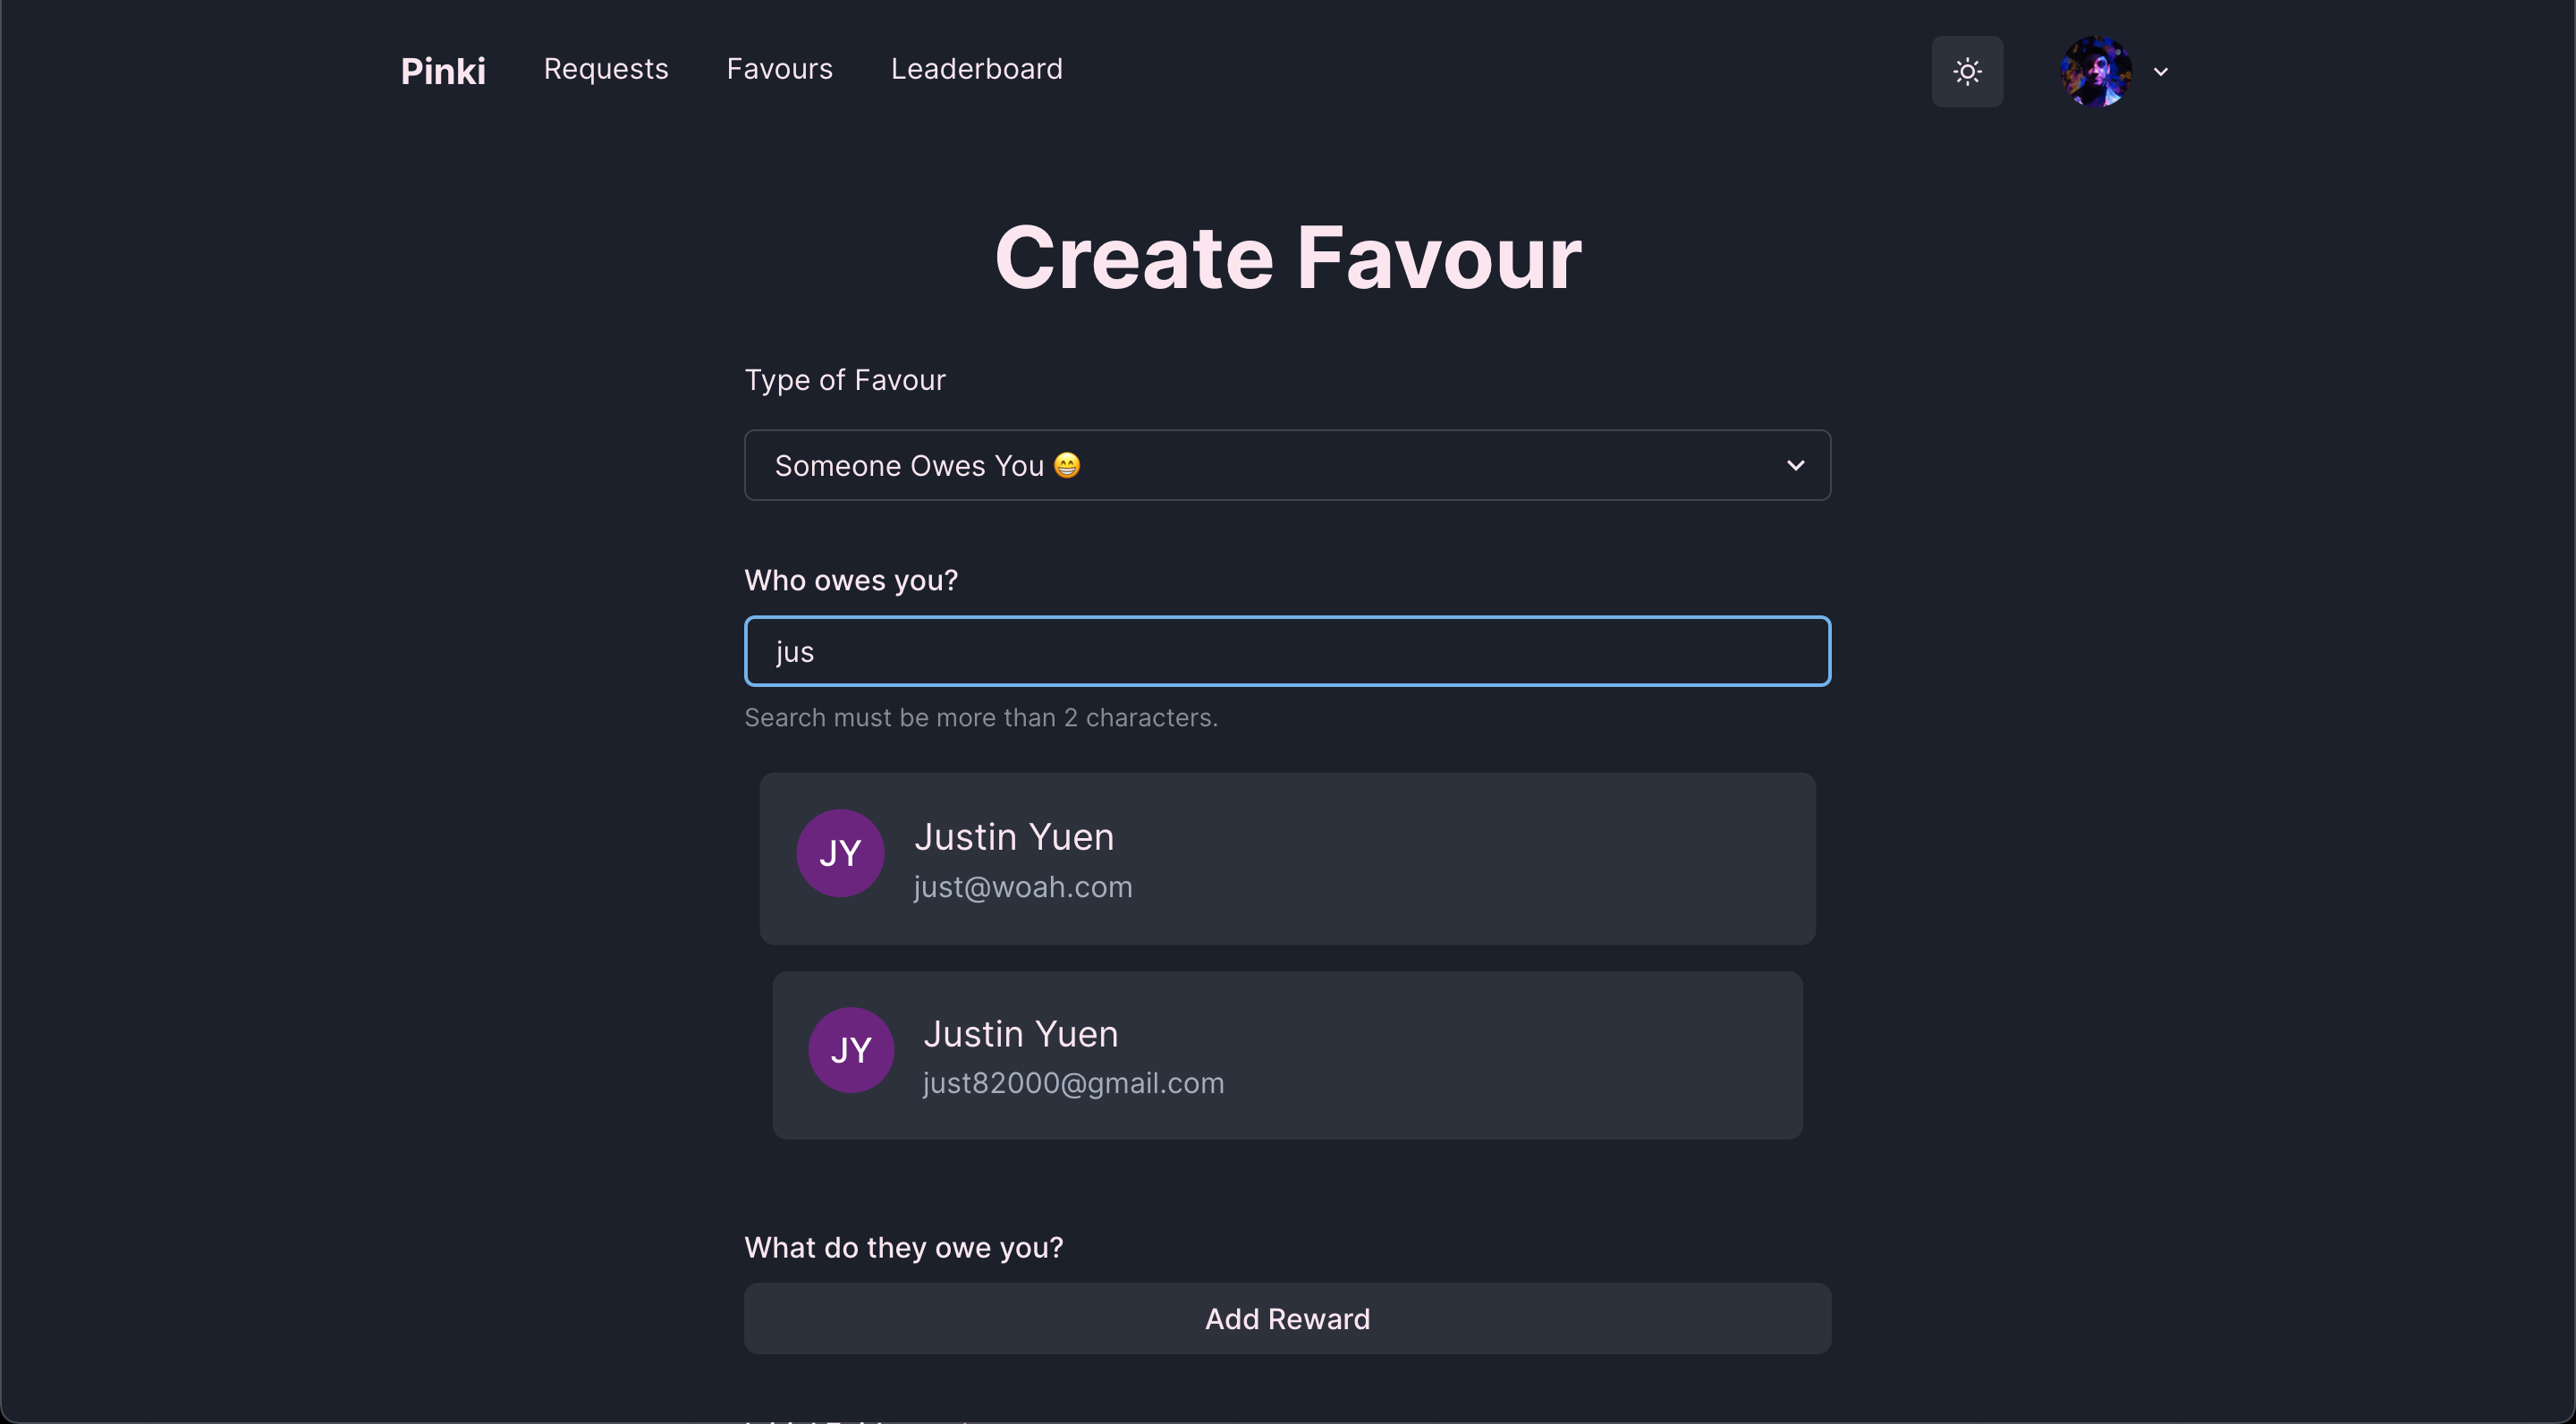 Pinki Requests Favours Leaderboard
Create Favour
Type of Favour
Someone Owes You 😁
Who owes you?
jus
Search must be more than 2 characters.
JY Justin Yuen
just@woah.com
JY Justin Yuen
just82000@gmail.com
What do they owe you?
Add Reward